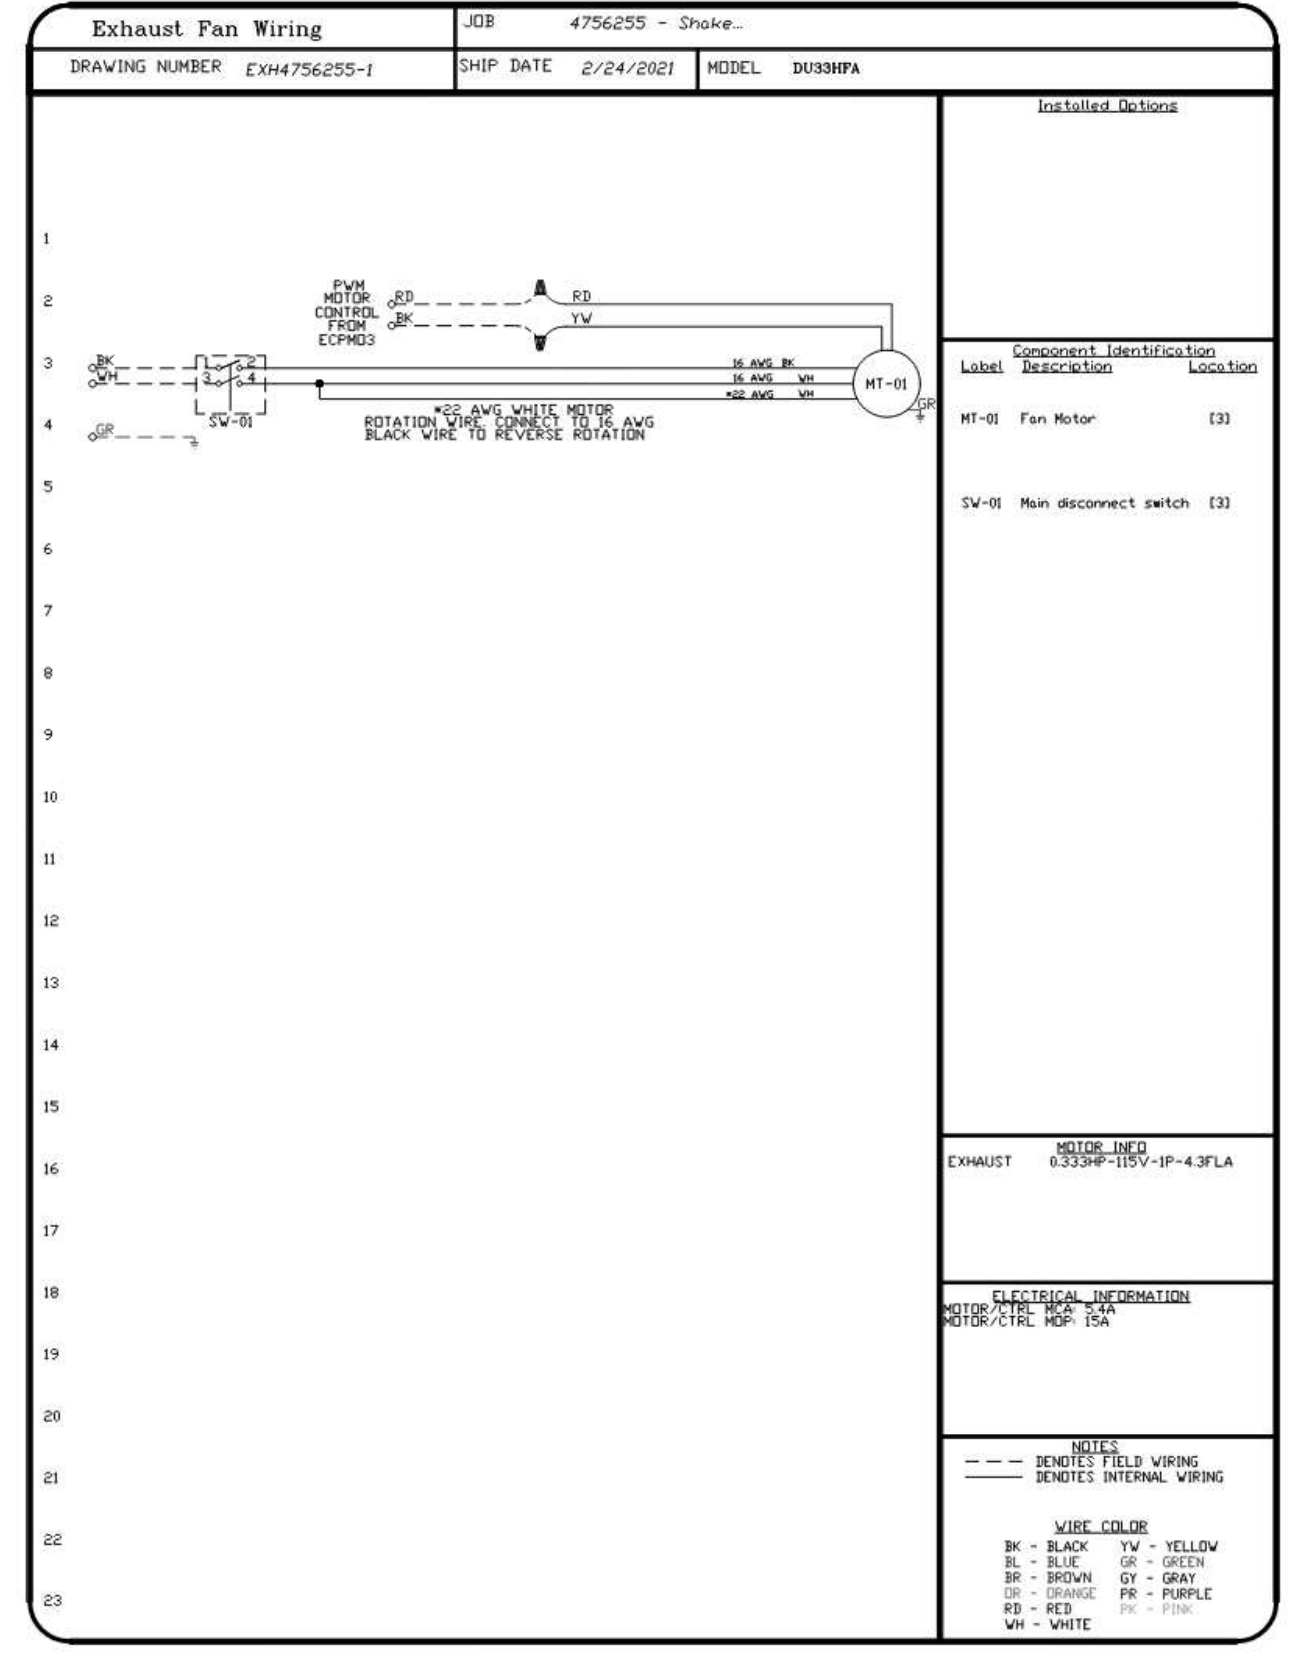 Exhaust Fan Wiring
JOB 4756255 - Shake...
DRAWING NUMBER EXH4756255-1
SHIP DATE 2/24/2021
MODEL DU33HFA
Installed Options
1
2
3
4
5
6
7
8
9
10
11
12
13
14
15
16
17
18
19
20
21
22
23
PWM
MOTOR
CONTROL
FROM
ECPM03
RD
BK
RD
YW
BK
WH
1 2
3 4
SW-01
GR
16 AWG BK
16 AWG WH
*22 AWG WH
MT-01
GR
*22 AWG WHITE MOTOR
ROTATION WIRE. CONNECT TO 16 AWG
BLACK WIRE TO REVERSE ROTATION
Component Identification
Label Description Location
MT-01 Fan Motor [3]
SW-01 Main disconnect switch [3]
MOTOR INFO
EXHAUST 0.333HP-115V-1P-4.3FLA
ELECTRICAL INFORMATION
MOTOR/CTRL MCA: 5.4A
MOTOR/CTRL MOP: 15A
NOTES
DENOTES FIELD WIRING
DENOTES INTERNAL WIRING
WIRE COLOR
BK - BLACK YW - YELLOW
BL - BLUE GR - GREEN
BR - BROWN GY - GRAY
OR - ORANGE PR - PURPLE
RD - RED PK - PINK
WH - WHITE